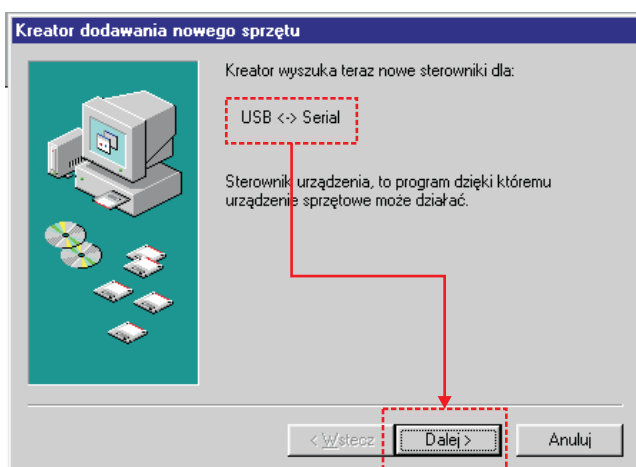 Kreator dodawania nowego sprzętu
Kreator wyszuka teraz nowe sterowniki dla:
USB <-> Serial
Sterownik urządzenia, to program dzięki któremu
urządzenie sprzętowe może działać.
< Wstecz Dalej > Anuluj